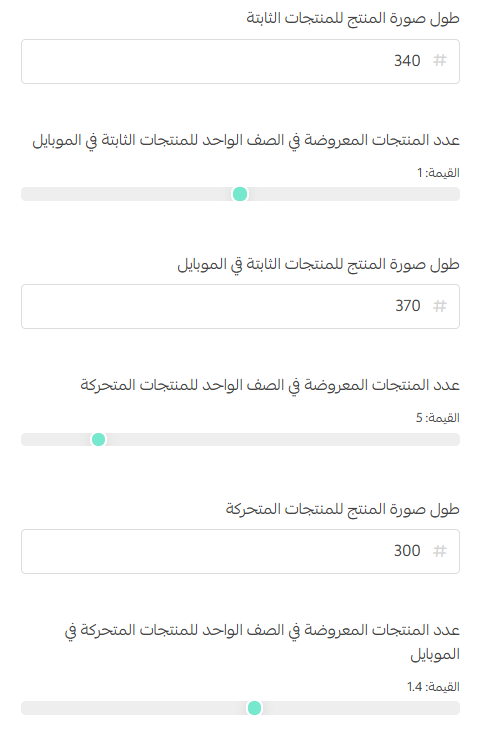 طول صورة المنتج للمنتجات الثابتة
340
#
عدد المنتجات المعروضة في الصف الواحد للمنتجات الثابتة في الموبايل
القيمة: 1
طول صورة المنتج للمنتجات الثابتة قي الموبايل
370
#
عدد المنتجات المعروضة في الصف الواحد للمنتجات المتحركة
القيمة: 5
طول صورة المنتج للمنتجات المتحركة
300
#
عدد المنتجات المعروضة في الصف الواحد للمنتجات المتحركة في
الموبايل
القيمة: 1.4